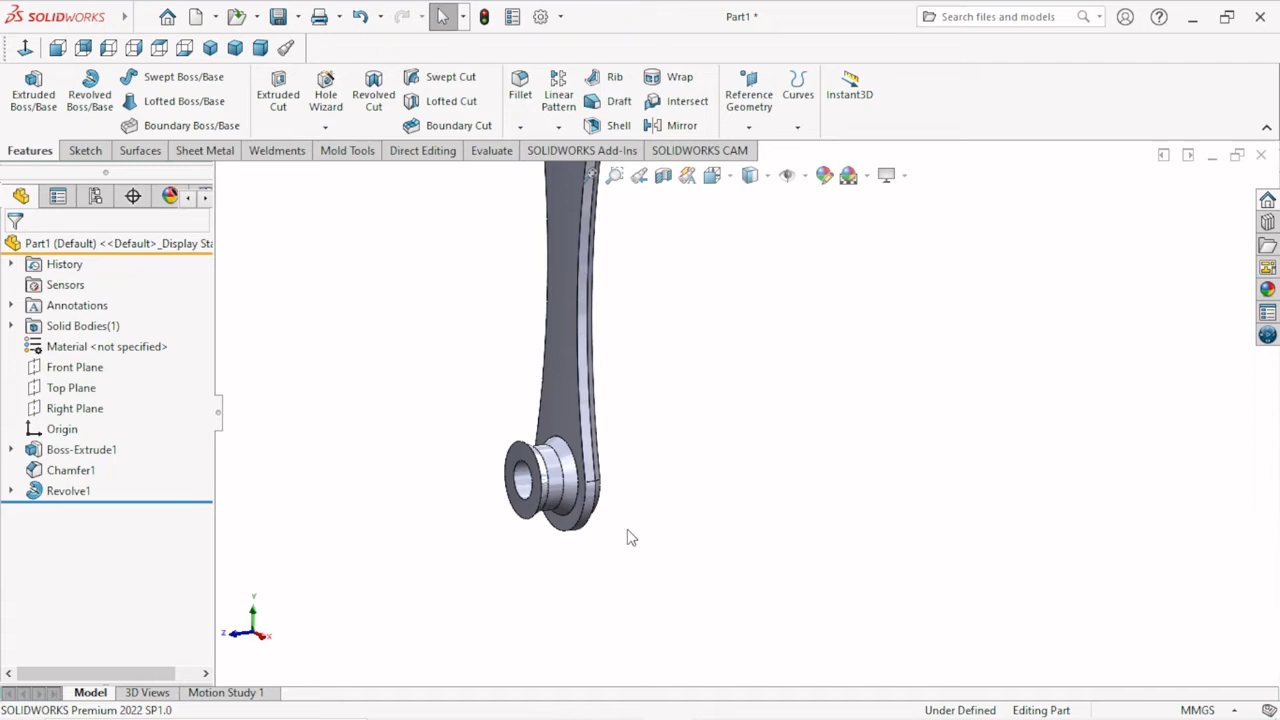 SOLIDWORKS
Part1 *
Search files and models
Extruded Boss/Base
Revolved Boss/Base
Swept Boss/Base
Lofted Boss/Base
Boundary Boss/Base
Extruded Cut
Hole Wizard
Revolved Cut
Swept Cut
Lofted Cut
Boundary Cut
Fillet
Linear Pattern
Rib
Draft
Shell
Wrap
Intersect
Mirror
Reference Geometry
Curves
Instant3D
Features Sketch Surfaces Sheet Metal Weldments Mold Tools Direct Editing Evaluate SOLIDWORKS Add-Ins SOLIDWORKS CAM
Part1 (Default) <<Default>_Display Sta
History
Sensors
Annotations
Solid Bodies(1)
Material <not specified>
Front Plane
Top Plane
Right Plane
Origin
Boss-Extrude1
Chamfer1
Revolve1
Y
Z
X
Model 3D Views Motion Study 1
SOLIDWORKS Premium 2022 SP1.0
Under Defined Editing Part MMGS